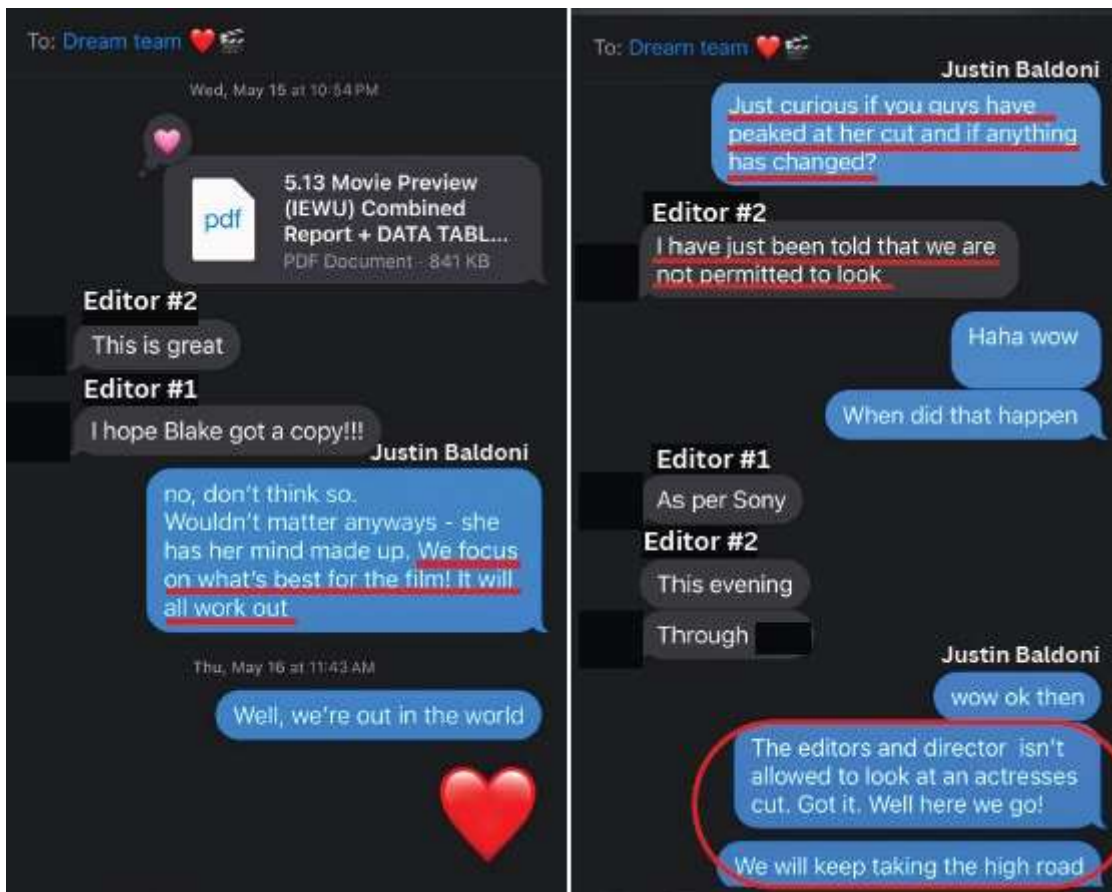 To: Dream team ❤️🎬
Wed, May 15 at 10:54 PM
pdf
5.13 Movie Preview
(IEWU) Combined
Report + DATA TABL...
PDF Document · 841 KB
Editor #2
This is great
Editor #1
I hope Blake got a copy!!!
Justin Baldoni
no, don't think so.
Wouldn't matter anyways - she
has her mind made up. We focus
on what's best for the film! It will
all work out
Thu, May 16 at 11:43 AM
Well, we're out in the world
To: Dream team ❤️🎬
Justin Baldoni
Just curious if you guys have
peaked at her cut and if anything
has changed?
Editor #2
I have just been told that we are
not permitted to look
Haha wow
When did that happen
Editor #1
As per Sony
Editor #2
This evening
Through
Justin Baldoni
wow ok then
The editors and director isn't
allowed to look at an actresses
cut. Got it. Well here we go!
We will keep taking the high road